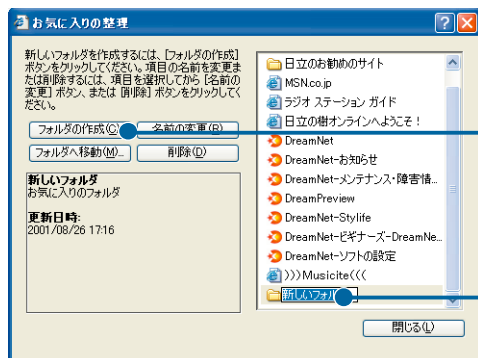 お気に入りの整理
新しいフォルダを作成するには、[フォルダの作成]
ボタンをクリックしてください。項目の名前を変更ま
たは削除するには、項目を選択してから [名前の
変更] ボタン、または [削除] ボタンをクリックしてく
ださい。
フォルダの作成(C)
名前の変更(R)
フォルダへ移動(M)...
削除(D)
新しいフォルダ
お気に入りのフォルダ
更新日時:
2001/08/26 17:16
日立のお勧めのサイト
MSN.co.jp
ラジオ ステーション ガイド
日立の樹オンラインへようこそ!
DreamNet
DreamNet-お知らせ
DreamNet-メンテナンス・障害情...
DreamPreview
DreamNet-Stylife
DreamNet-ビギナーズ-DreamNe...
DreamNet-ソフトの設定
)))Musicite(((
新しいフォル
閉じる(L)